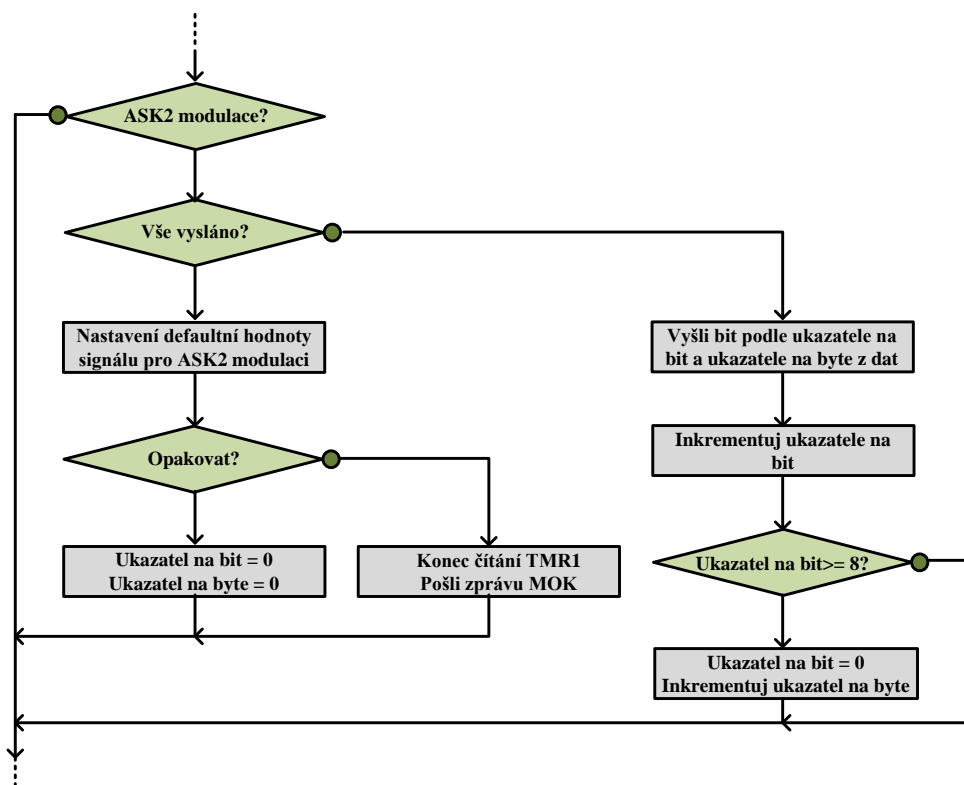 ASK2 modulace?
Vše vysláno?
Nastavení defaultní hodnoty
signálu pro ASK2 modulaci
Opakovat?
Ukazatel na bit = 0
Ukazatel na byte = 0
Konec čítání TMR1
Pošli zprávu MOK
Vyšli bit podle ukazatele na
bit a ukazatele na byte z dat
Inkrementuj ukazatele na
bit
Ukazatel na bit>= 8?
Ukazatel na bit = 0
Inkrementuj ukazatel na byte